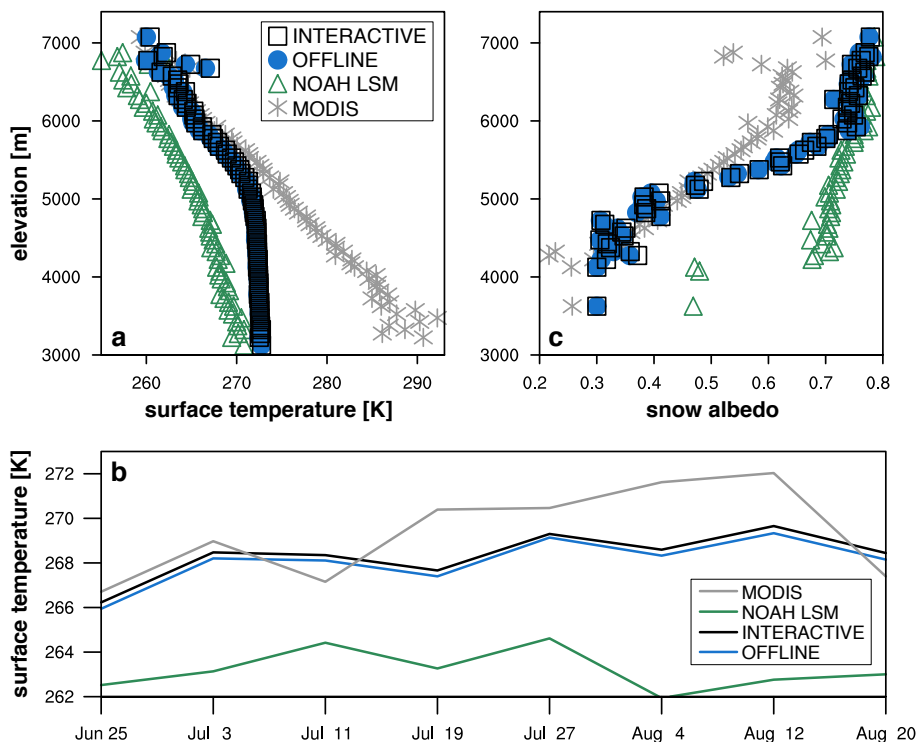 7000
6000
5000
4000
3000
elevation [m]
INTERACTIVE
OFFLINE
NOAH LSM
MODIS
a
260 270 280 290
surface temperature [K]
7000
6000
5000
4000
3000
c
0.2 0.3 0.4 0.5 0.6 0.7 0.8
snow albedo
surface temperature [K]
b
272
270
268
266
264
262
MODIS
NOAH LSM
INTERACTIVE
OFFLINE
Jun 25 Jul 3 Jul 11 Jul 19 Jul 27 Aug 4 Aug 12 Aug 20